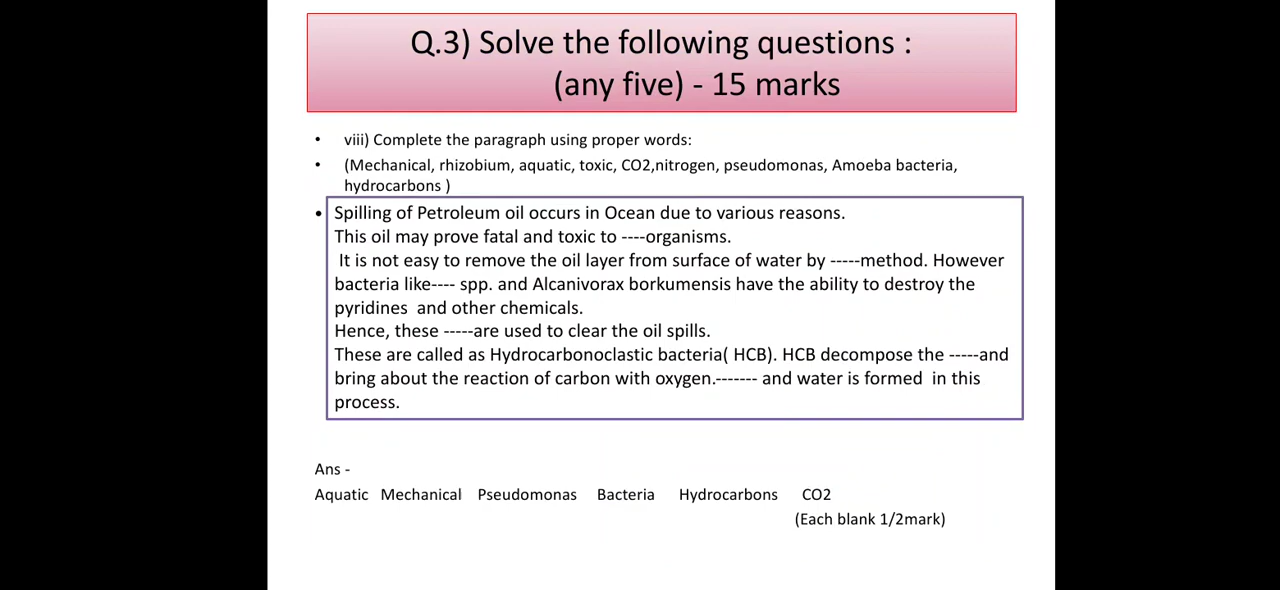 Q.3) Solve the following questions :
(any five) - 15 marks
• viii) Complete the paragraph using proper words:
• (Mechanical, rhizobium, aquatic, toxic, CO2,nitrogen, pseudomonas, Amoeba bacteria,
hydrocarbons )
• Spilling of Petroleum oil occurs in Ocean due to various reasons.
This oil may prove fatal and toxic to ----organisms.
It is not easy to remove the oil layer from surface of water by -----method. However
bacteria like---- spp. and Alcanivorax borkumensis have the ability to destroy the
pyridines and other chemicals.
Hence, these -----are used to clear the oil spills.
These are called as Hydrocarbonoclastic bacteria( HCB). HCB decompose the -----and
bring about the reaction of carbon with oxygen.------- and water is formed in this
process.
Ans -
Aquatic Mechanical Pseudomonas Bacteria Hydrocarbons CO2
(Each blank 1/2mark)